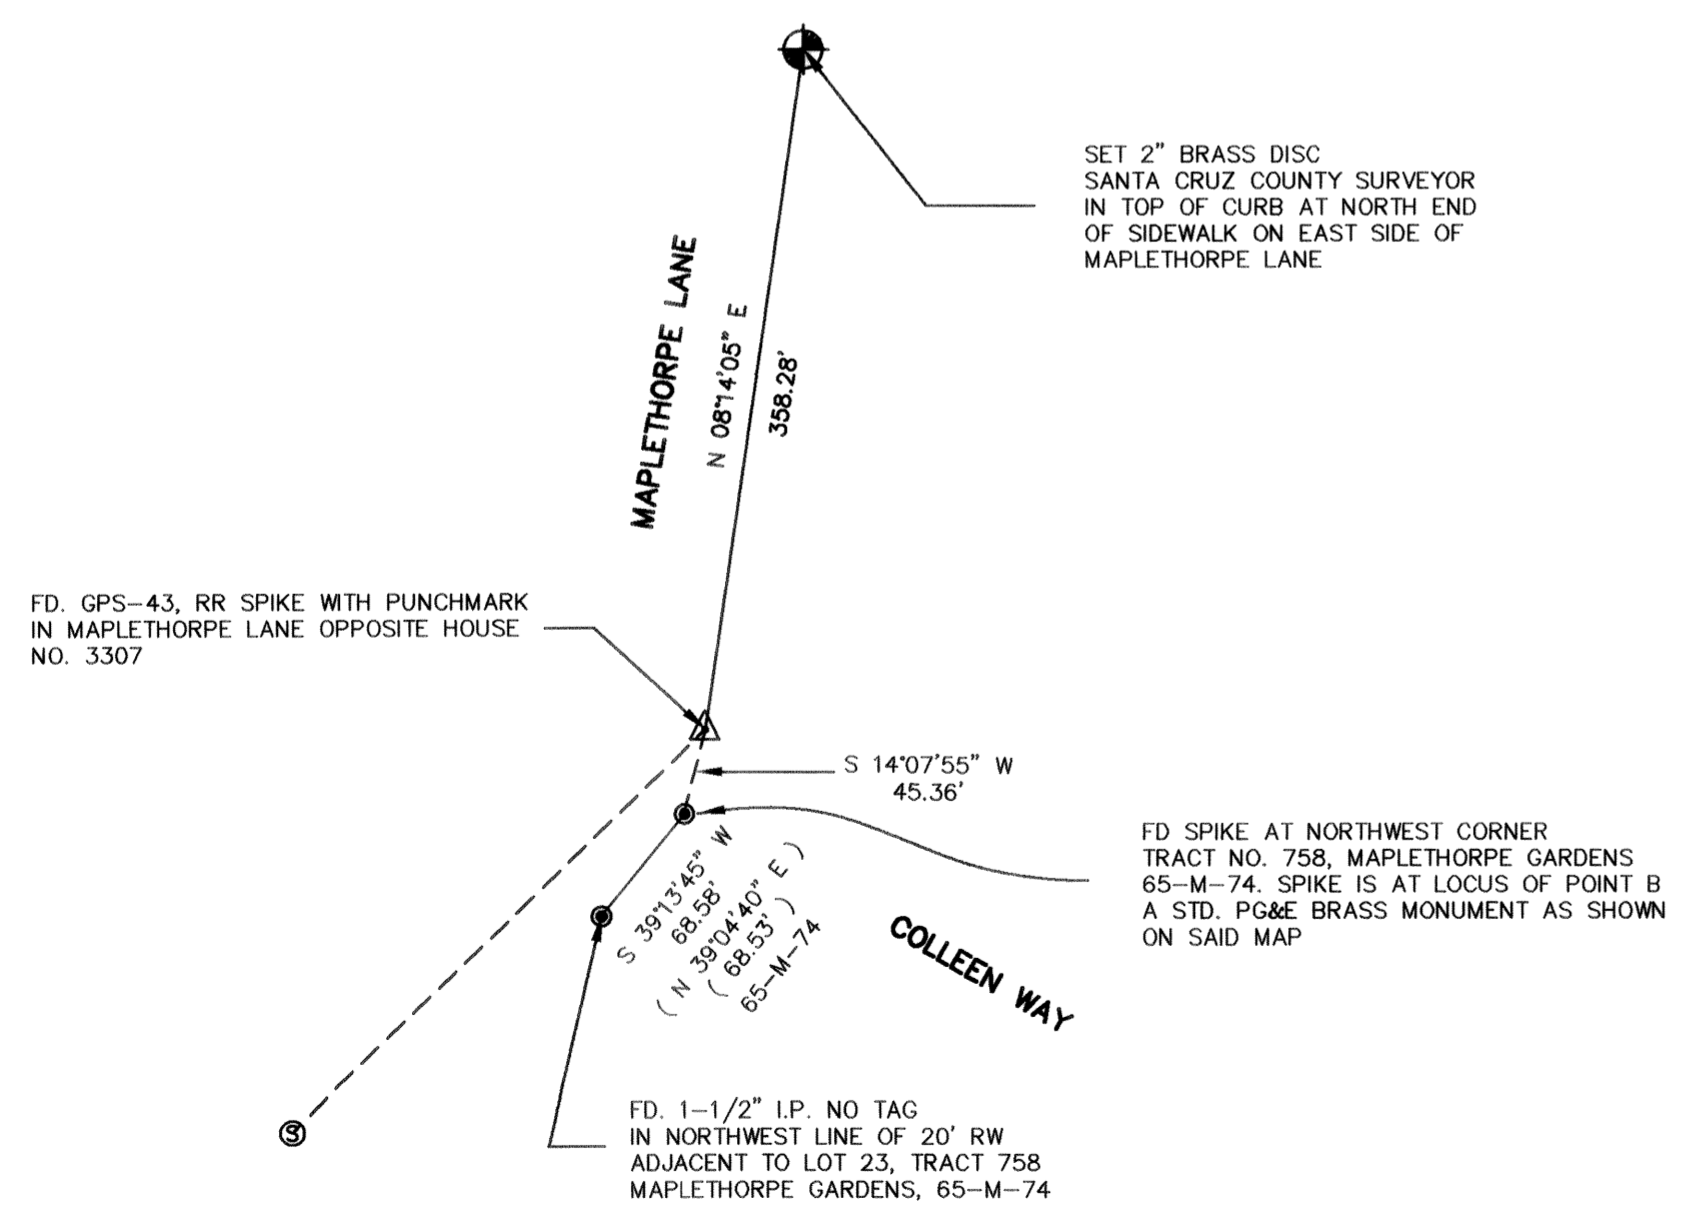 SET 2" BRASS DISC
SANTA CRUZ COUNTY SURVEYOR
IN TOP OF CURB AT NORTH END
OF SIDEWALK ON EAST SIDE OF
MAPLETHORPE LANE
MAPLETHORPE LANE
N 08°14'05" E
358.28'
FD. GPS-43, RR SPIKE WITH PUNCHMARK
IN MAPLETHORPE LANE OPPOSITE HOUSE
NO. 3307
S 14°07'55" W
45.36'
FD SPIKE AT NORTHWEST CORNER
TRACT NO. 758, MAPLETHORPE GARDENS
65-M-74. SPIKE IS AT LOCUS OF POINT B
A STD. PG&E BRASS MONUMENT AS SHOWN
ON SAID MAP
S 39°13'45" W
68.58'
( N 39°04'40" E )
( 68.53' )
65-M-74
COLLEEN WAY
S
FD. 1-1/2" I.P. NO TAG
IN NORTHWEST LINE OF 20' RW
ADJACENT TO LOT 23, TRACT 758
MAPLETHORPE GARDENS, 65-M-74